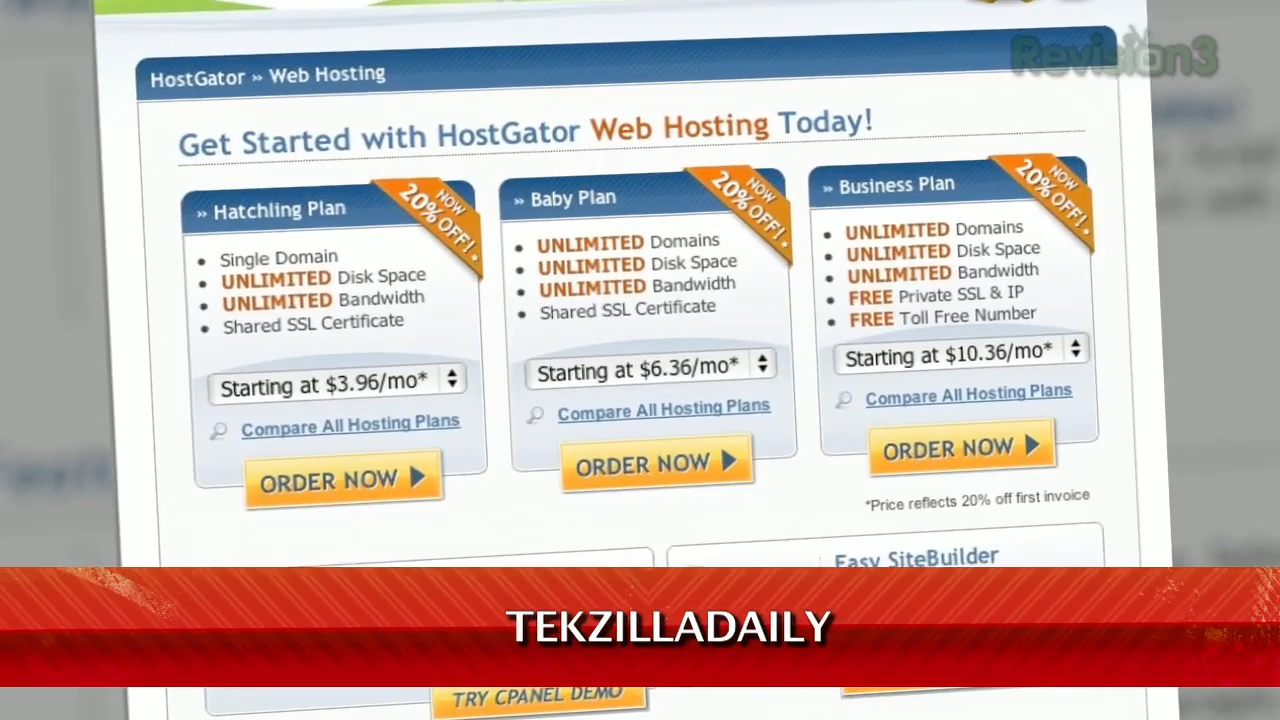 Revision3
HostGator » Web Hosting
Get Started with HostGator Web Hosting Today!
» Hatchling Plan
NOW
20% OFF!
Single Domain
UNLIMITED Disk Space
UNLIMITED Bandwidth
Shared SSL Certificate
Starting at $3.96/mo*
Compare All Hosting Plans
ORDER NOW
» Baby Plan
NOW
20% OFF!
UNLIMITED Domains
UNLIMITED Disk Space
UNLIMITED Bandwidth
Shared SSL Certificate
Starting at $6.36/mo*
Compare All Hosting Plans
ORDER NOW
» Business Plan
NOW
20% OFF!
UNLIMITED Domains
UNLIMITED Disk Space
UNLIMITED Bandwidth
FREE Private SSL & IP
FREE Toll Free Number
Starting at $10.36/mo*
Compare All Hosting Plans
ORDER NOW
*Price reflects 20% off first invoice
Easy SiteBuilder
TEKZILLADAILY
TRY CPANEL DEMO